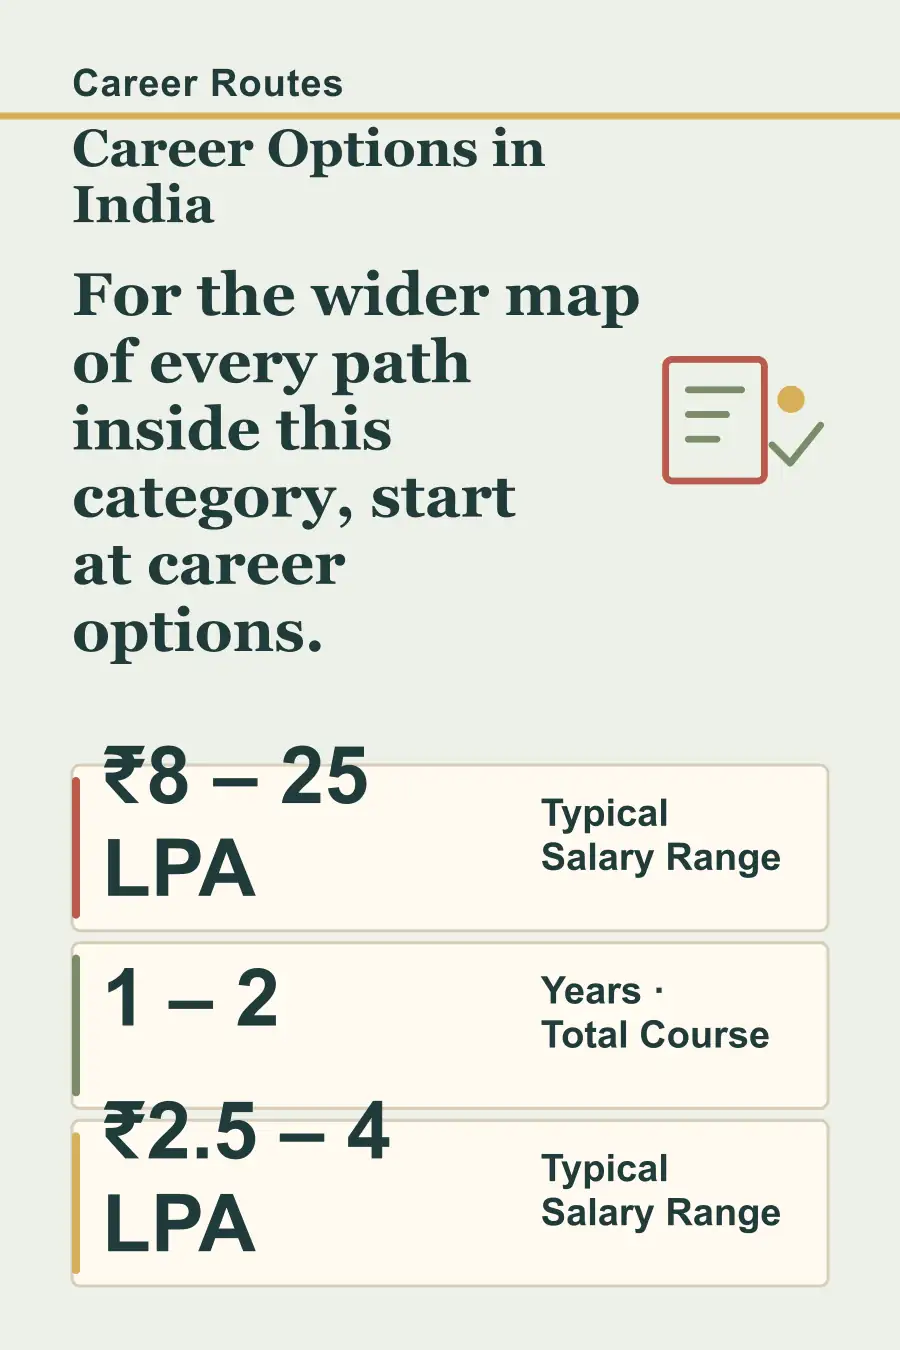 Career Routes
Career Options in
India
For the wider map
of every path
inside this
category, start
at career
options.
₹8 – 25
LPA
Typical
Salary Range
1 – 2
Years ·
Total Course
₹2.5 – 4
LPA
Typical
Salary Range